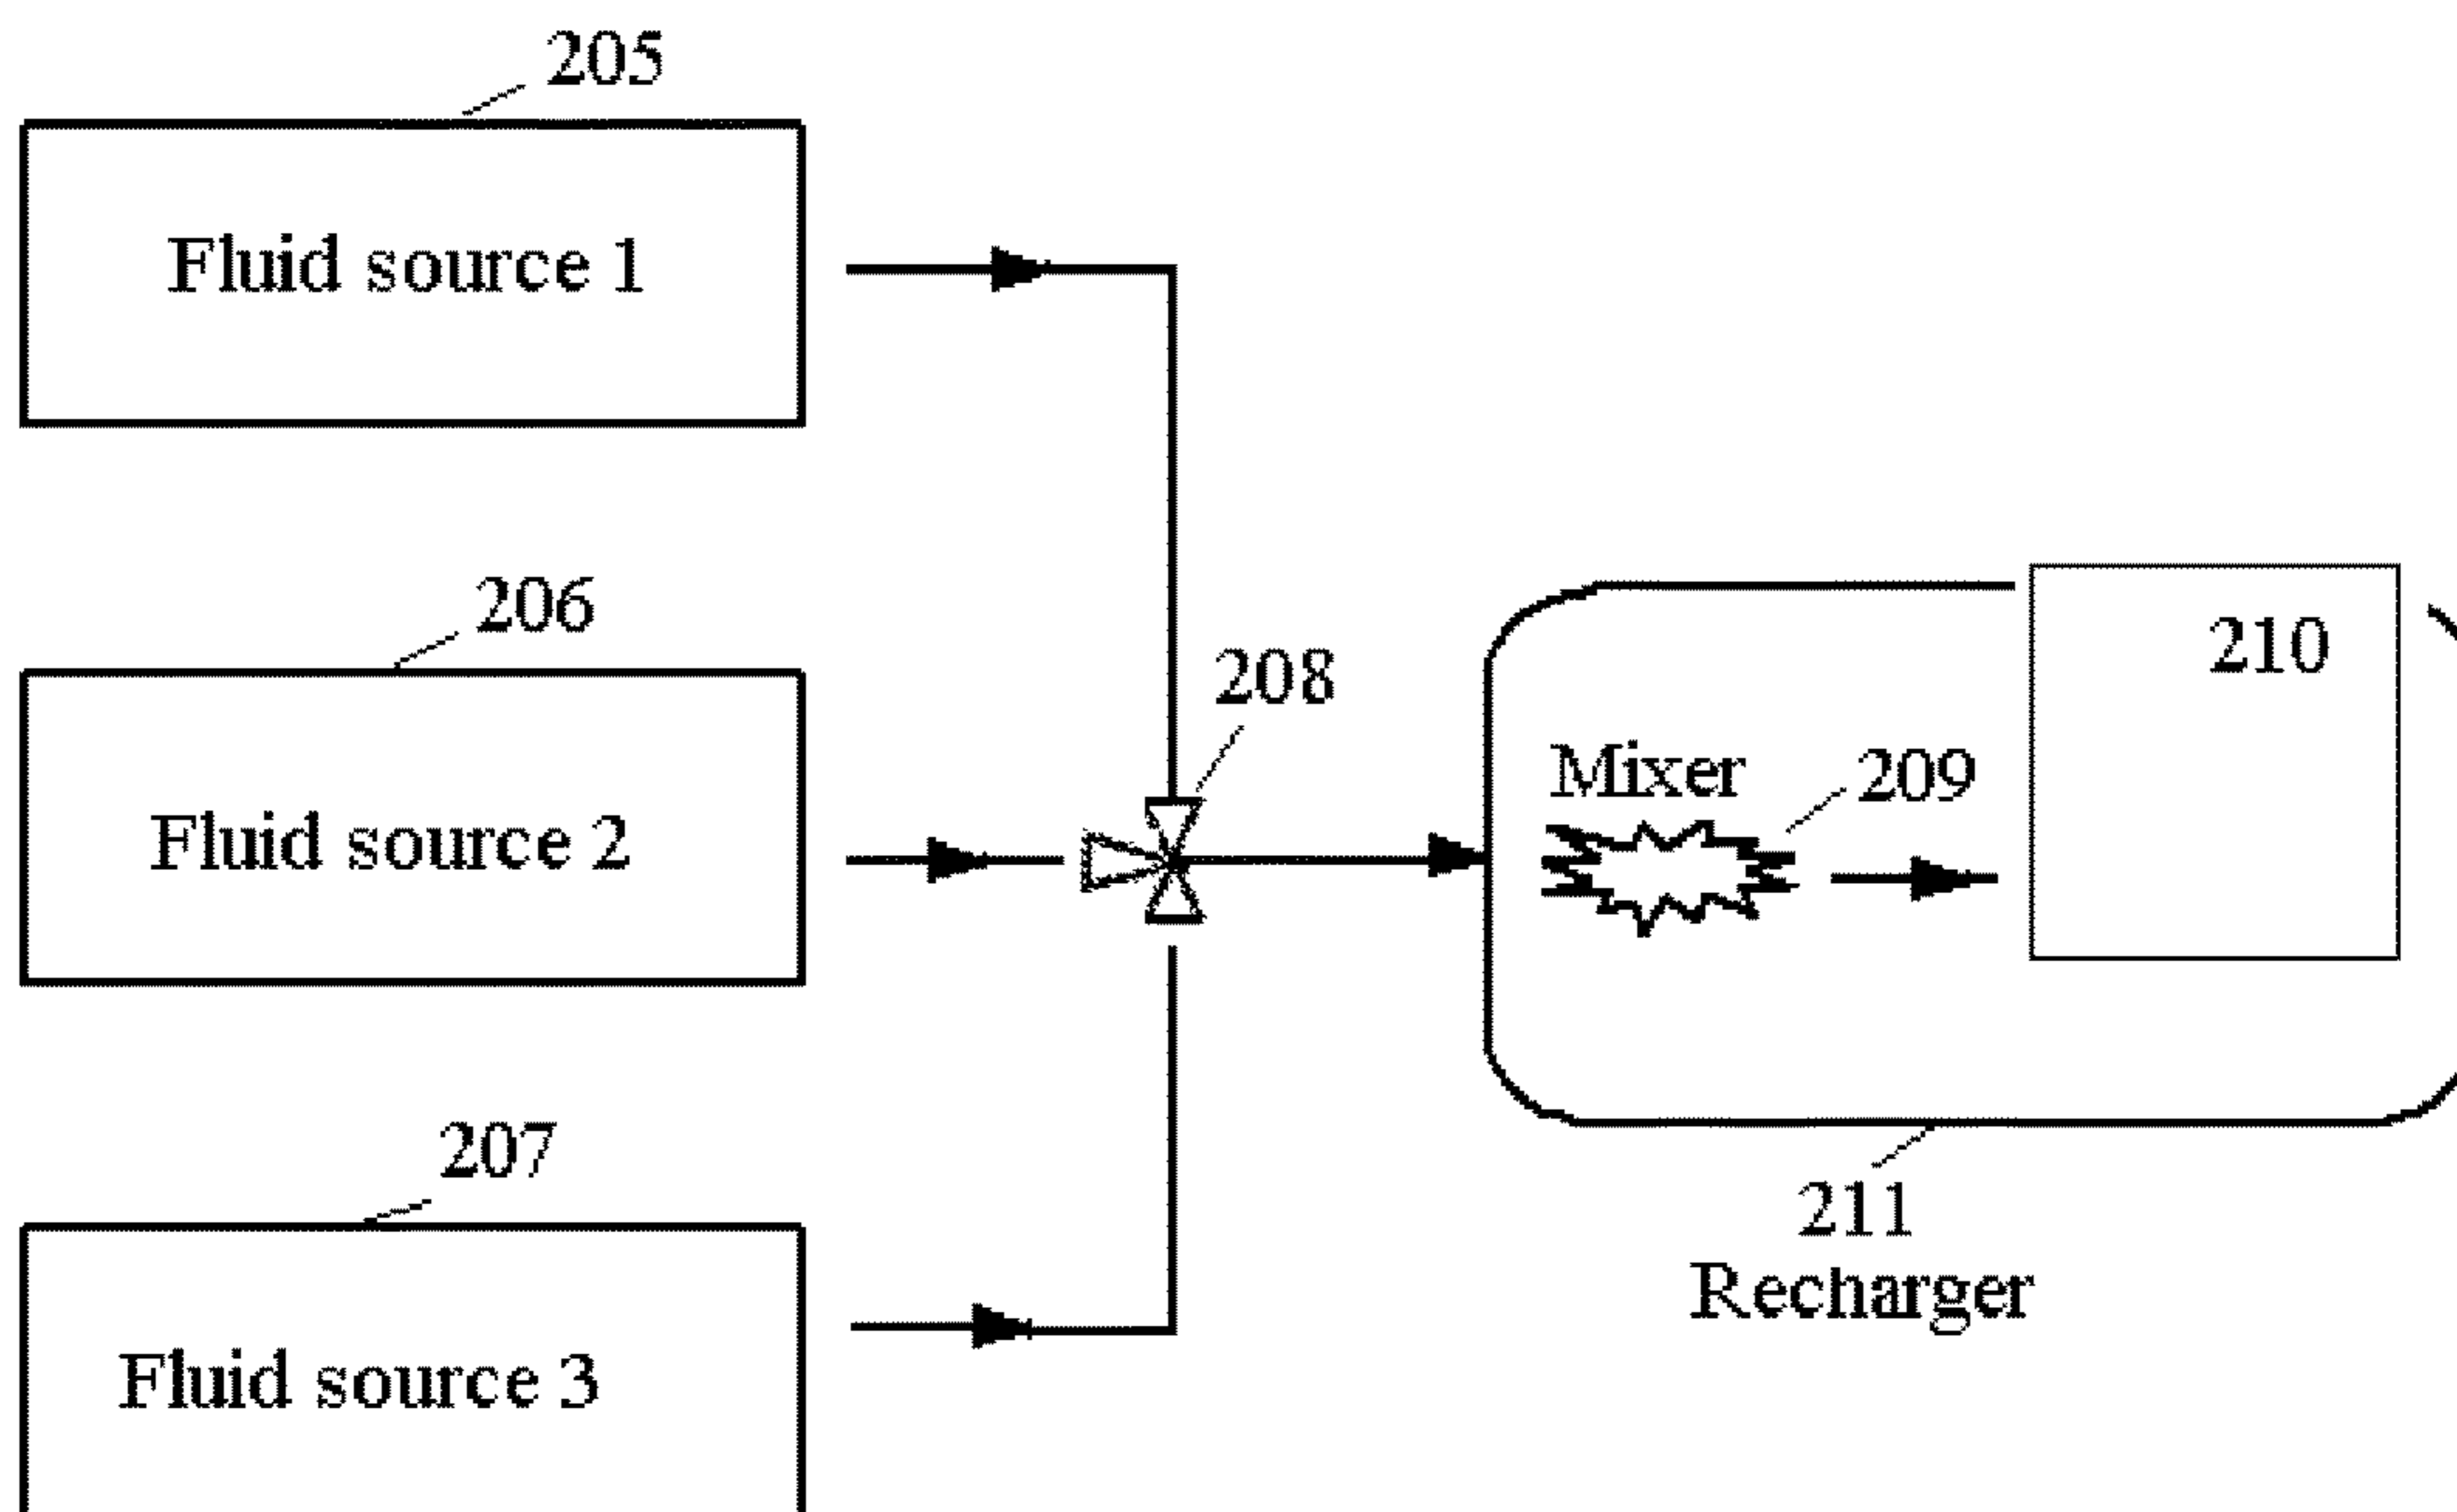 205
Fluid source 1
206
Fluid source 2
207
Fluid source 3
208
210
Mixer 209
211
Recharger